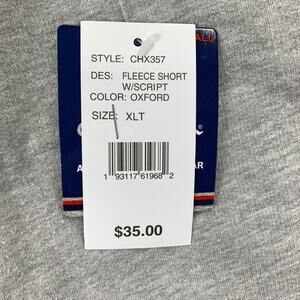 STYLE: CHX357
DES: FLEECE SHORT
W/SCRIPT
COLOR: OXFORD
SIZE: XLT
1 93117 61968 2
$35.00